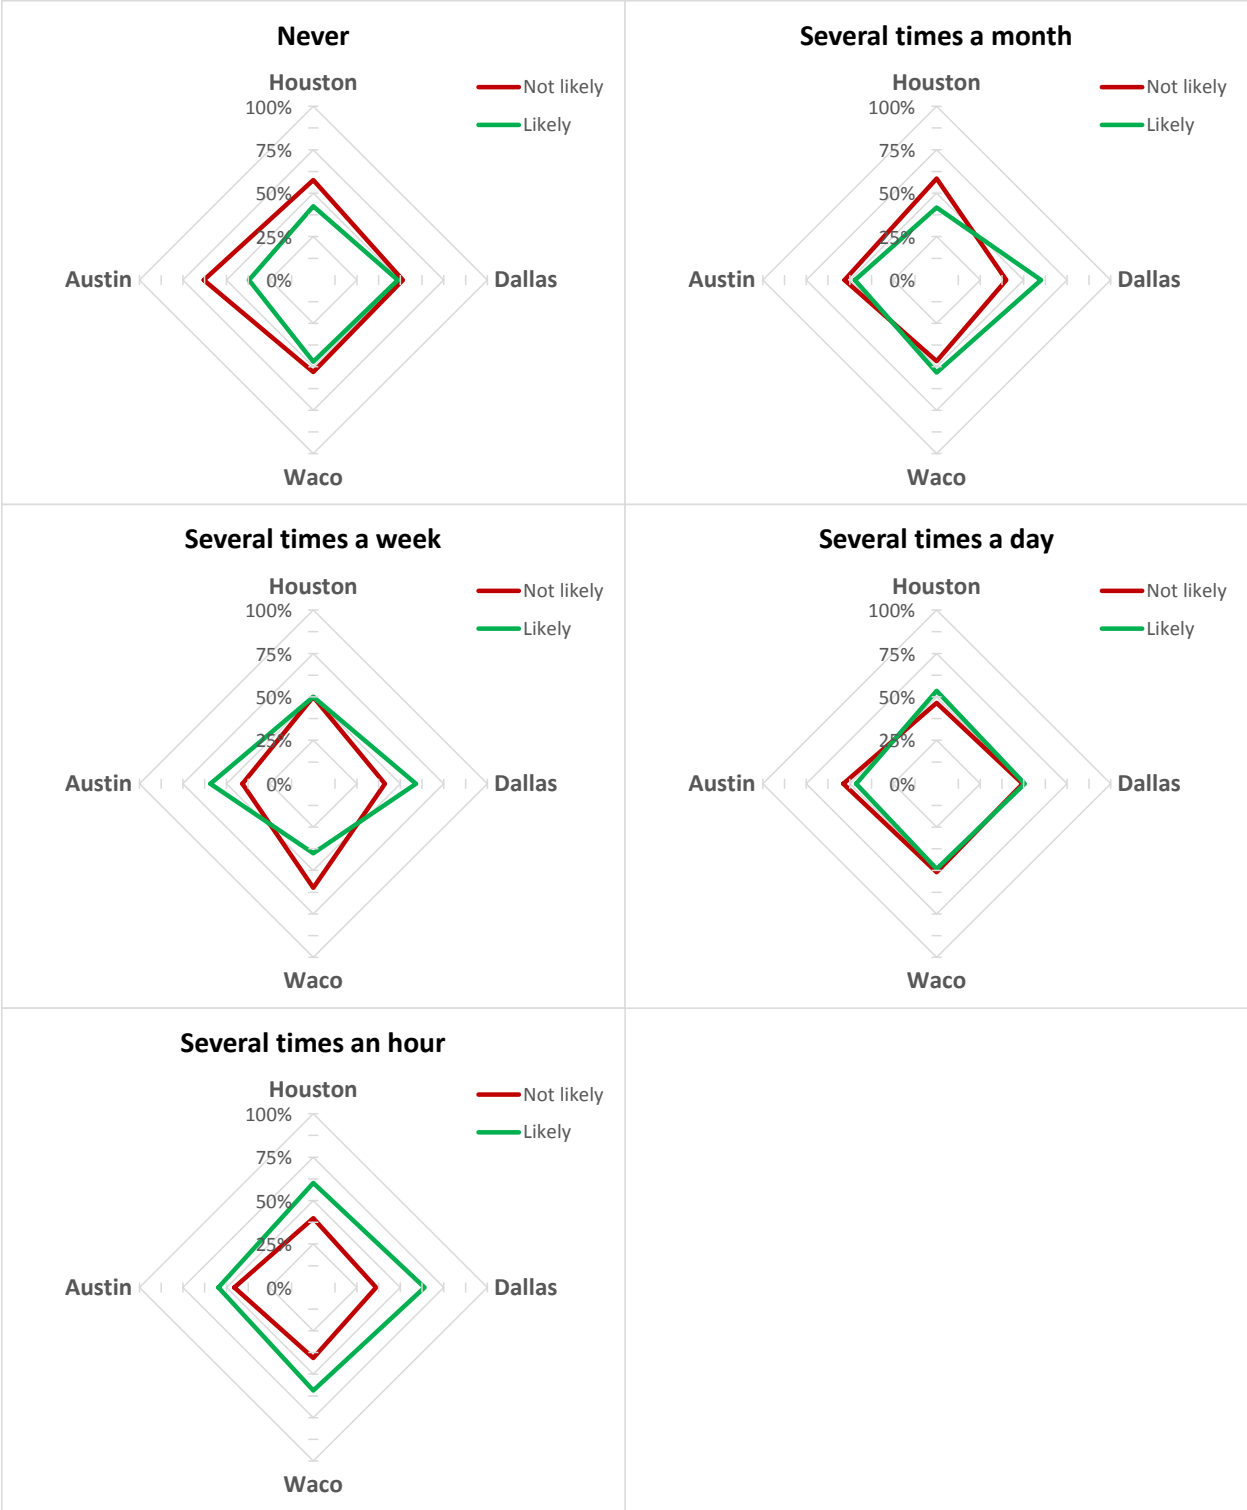 Never
Houston
Not likely
Likely
100%
75%
50%
25%
0%
Austin
Dallas
Waco
Several times a month
Houston
Not likely
Likely
100%
75%
50%
25%
0%
Austin
Dallas
Waco
Several times a week
Houston
Not likely
Likely
100%
75%
50%
25%
0%
Austin
Dallas
Waco
Several times a day
Houston
Not likely
Likely
100%
75%
50%
25%
0%
Austin
Dallas
Waco
Several times an hour
Houston
Not likely
Likely
100%
75%
50%
25%
0%
Austin
Dallas
Waco